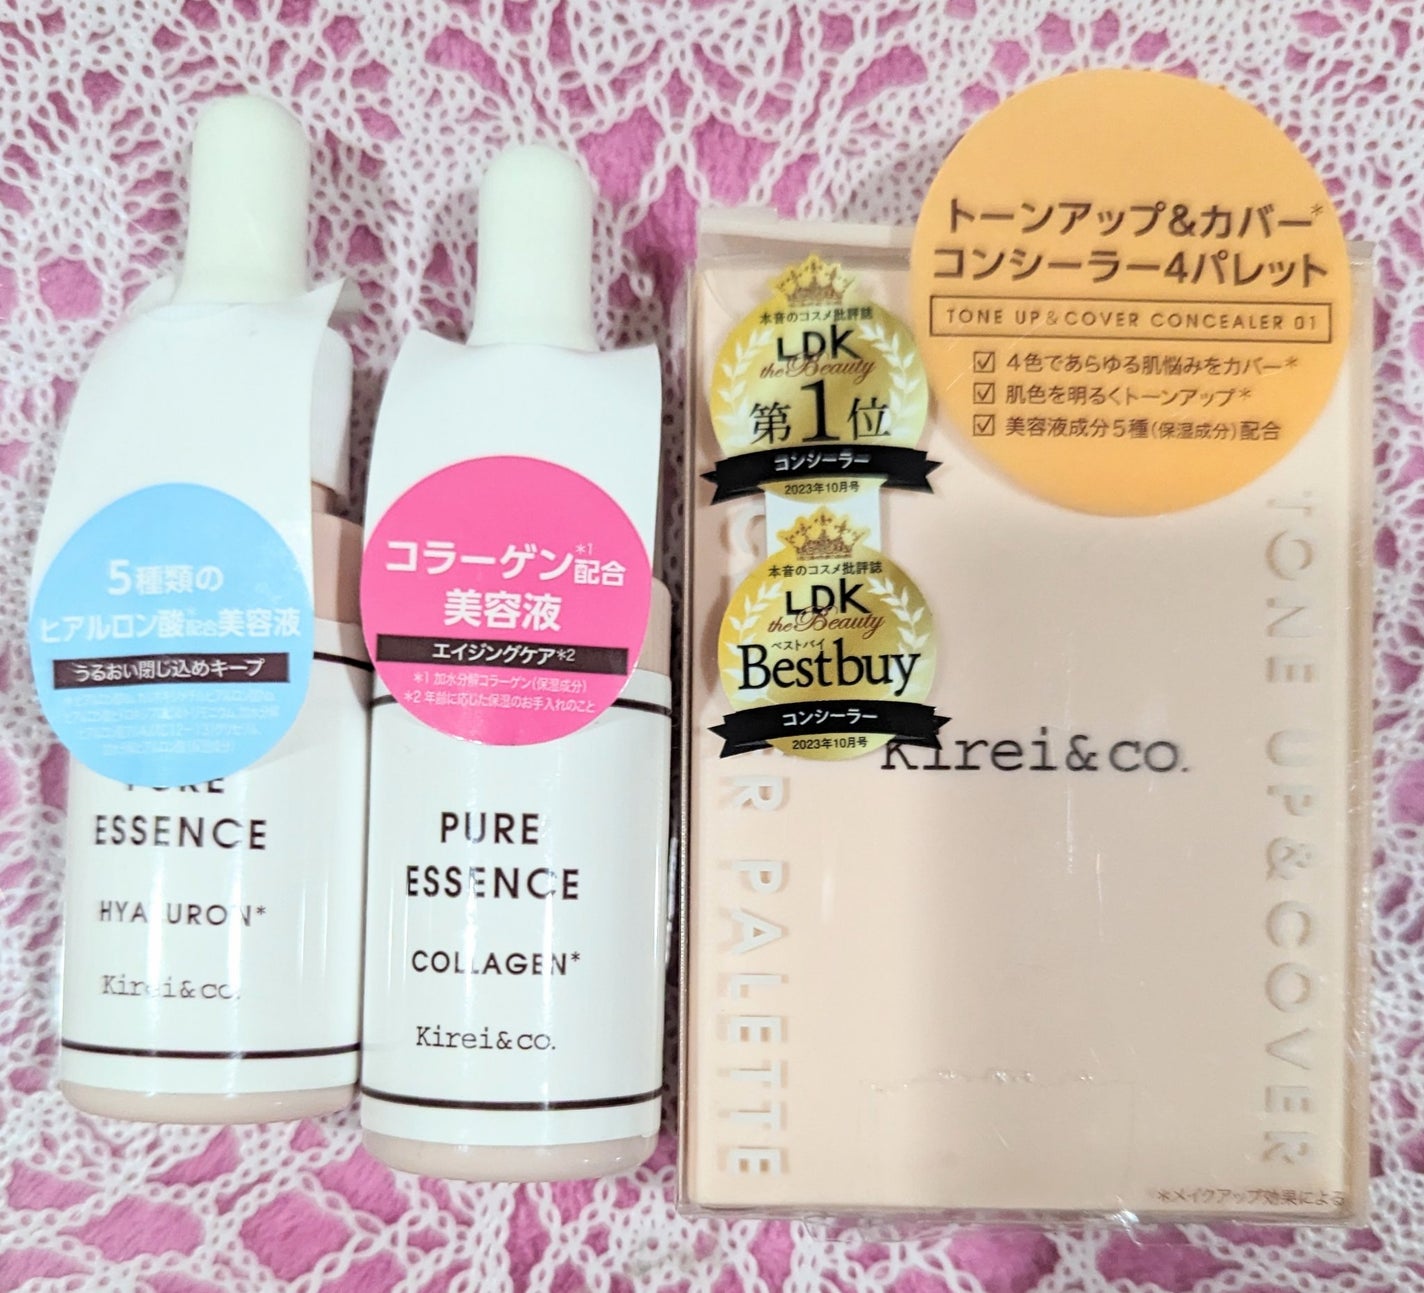 5種類の
ヒアルロン酸*配合美容液
うるおい閉じ込めキープ
PURE
ESSENCE
HYALURON*
Kirei&co.
コラーゲン*1配合
美容液
エイジングケア*2
*1 加水分解コラーゲン(保湿成分)
*2 年齢に応じた保湿のお手入れのこと
PURE
ESSENCE
COLLAGEN*
Kirei&co.
本音のコスメ批評誌
LDK
the Beauty
第1位
コンシーラー
2023年10月号
本音のコスメ批評誌
LDK
the Beauty
ベストバイ
Bestbuy
コンシーラー
2023年10月号
トーンアップ&カバー*
コンシーラー4パレット
TONE UP&COVER CONCEALER 01
☑ 4色であらゆる肌悩みをカバー*
☑ 肌色を明るくトーンアップ*
☑ 美容液成分5種(保湿成分)配合
Kirei&co.
TONE UP&COVER
PALETTE
*メイクアップ効果による